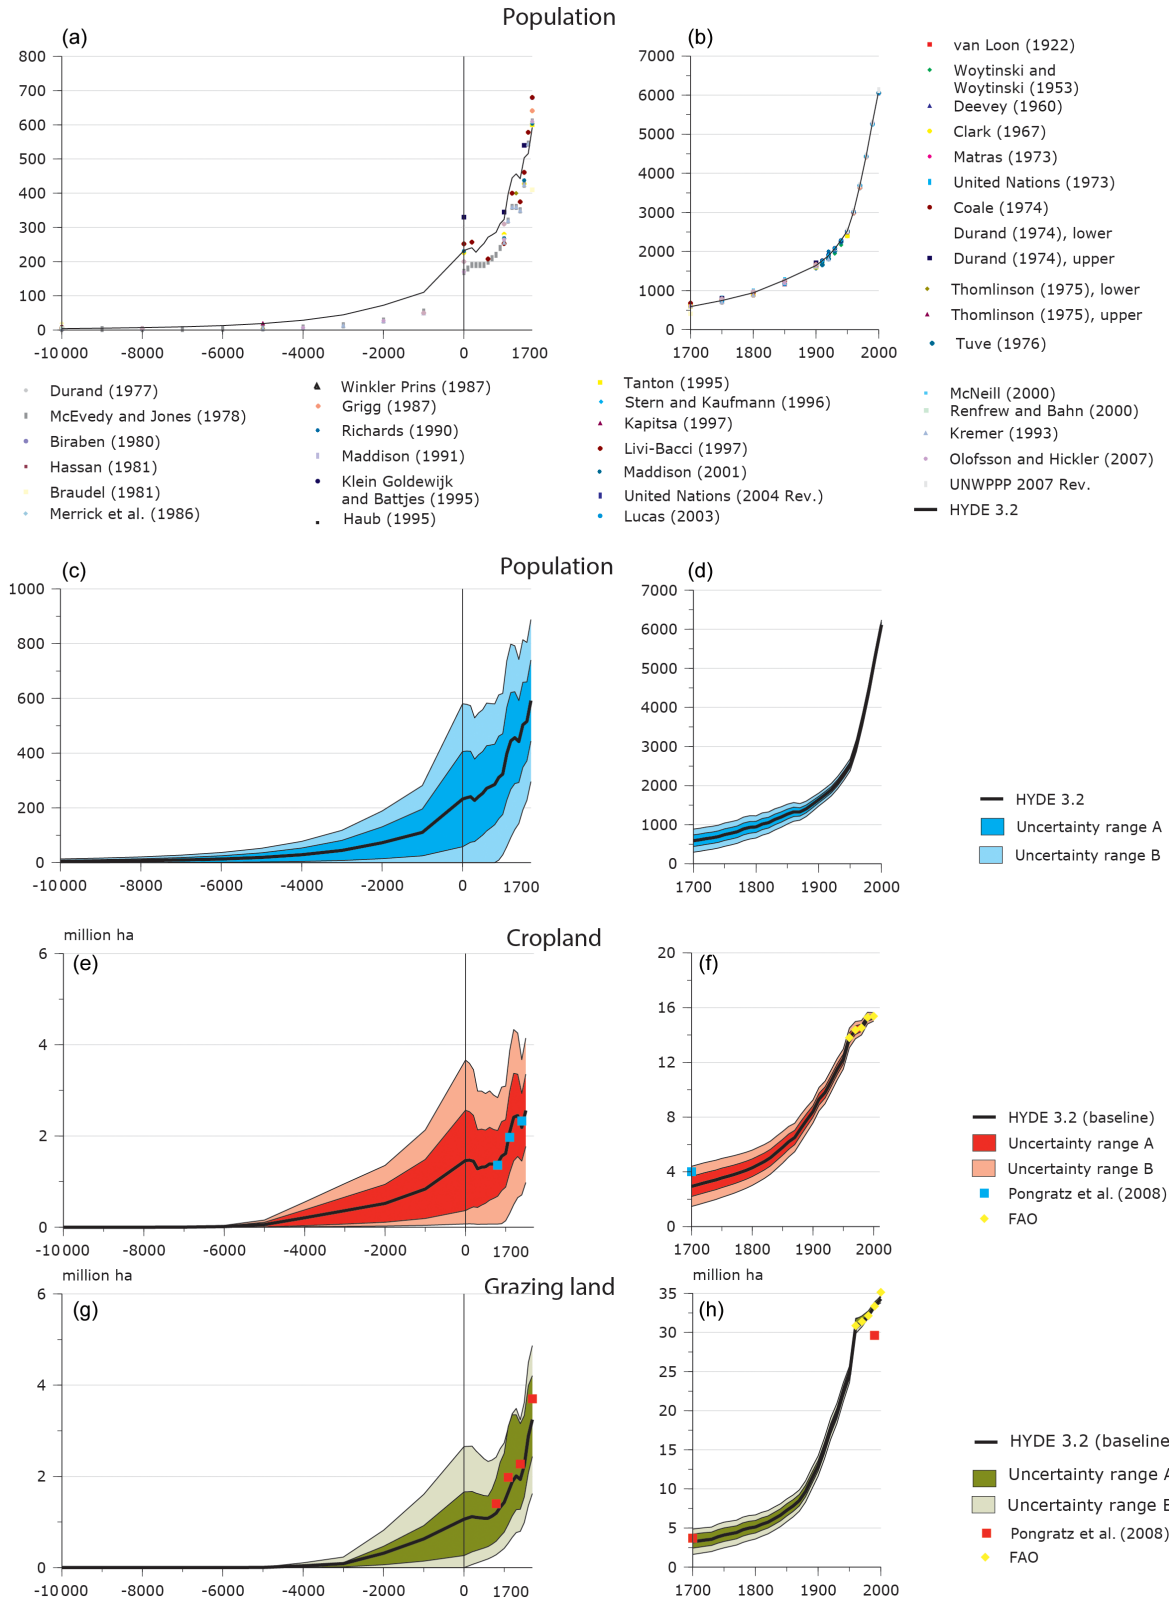 Population
(a)
800
700
600
500
400
300
200
100
0
-10000 -8000 -6000 -4000 -2000 0 1700
(b)
7000
6000
5000
4000
3000
2000
1000
0
1700 1800 1900 2000
van Loon (1922)
Woytinski and
Woytinski (1953)
Deevey (1960)
Clark (1967)
Matras (1973)
United Nations (1973)
Coale (1974)
Durand (1974), lower
Durand (1974), upper
Thomlinson (1975), lower
Thomlinson (1975), upper
Tuve (1976)
Durand (1977)
McEvedy and Jones (1978)
Biraben (1980)
Hassan (1981)
Braudel (1981)
Merrick et al. (1986)
Winkler Prins (1987)
Grigg (1987)
Richards (1990)
Maddison (1991)
Klein Goldewijk
and Battjes (1995)
Haub (1995)
Tanton (1995)
Stern and Kaufmann (1996)
Kapitsa (1997)
Livi-Bacci (1997)
Maddison (2001)
United Nations (2004 Rev.)
Lucas (2003)
McNeill (2000)
Renfrew and Bahn (2000)
Kremer (1993)
Olofsson and Hickler (2007)
UNWPPP 2007 Rev.
HYDE 3.2
Population
(c)
1000
800
600
400
200
0
-10000 -8000 -6000 -4000 -2000 0 1700
(d)
7000
6000
5000
4000
3000
2000
1000
0
1700 1800 1900 2000
HYDE 3.2
Uncertainty range A
Uncertainty range B
Cropland
million ha
(e)
6
4
2
0
-10000 -8000 -6000 -4000 -2000 0 1700
(f)
20
16
12
8
4
0
1700 1800 1900 2000
HYDE 3.2 (baseline)
Uncertainty range A
Uncertainty range B
Pongratz et al. (2008)
FAO
Grazing land
million ha
(g)
6
4
2
0
-10000 -8000 -6000 -4000 -2000 0 1700
million ha
(h)
35
30
25
20
15
10
5
0
1700 1800 1900 2000
HYDE 3.2 (baseline
Uncertainty range A
Uncertainty range B
Pongratz et al. (2008)
FAO